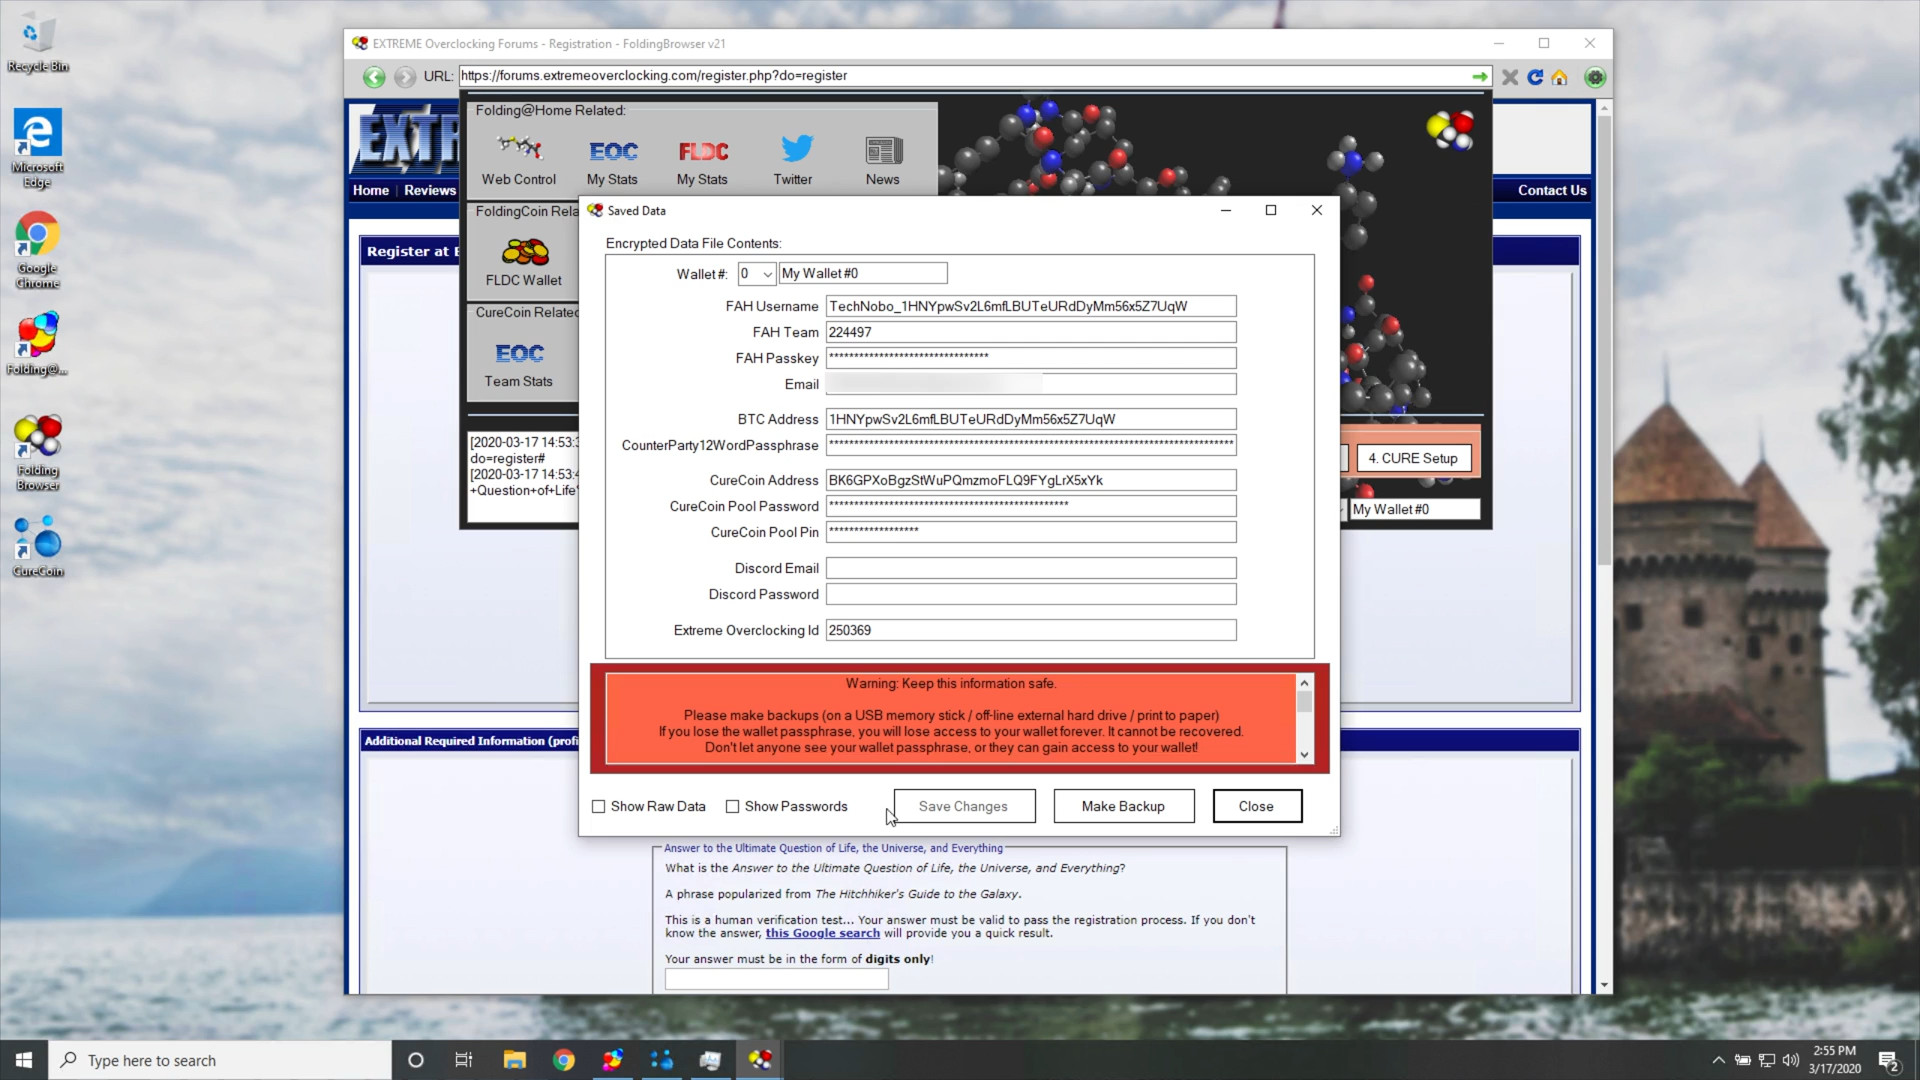 Recycle Bin
Microsoft
Edge
Google
Chrome
Folding@...
Folding
Browser
CureCoin
EXTREME Overclocking Forums - Registration - FoldingBrowser v21
URL: https://forums.extremeoverclocking.com/register.php?do=register
EXTR
Home | Reviews
Contact Us
Register at E
Folding@Home Related:
EOC
FLDC
Web Control
My Stats
My Stats
Twitter
News
FoldingCoin Rela
FLDC Wallet
CureCoin Related
EOC
Team Stats
[2020-03-17 14:53:
do=register#
[2020-03-17 14:53:
+Question+of+Life
4. CURE Setup
My Wallet #0
Saved Data
Encrypted Data File Contents:
Wallet #: 0 My Wallet #0
FAH Username TechNobo_1HNYpwSv2L6mfLBUTeURdDyMm56x5Z7UqW
FAH Team 224497
FAH Passkey ********************************
Email
BTC Address 1HNYpwSv2L6mfLBUTeURdDyMm56x5Z7UqW
CounterParty12WordPassphrase *********************************************************************************
CureCoin Address BK6GPXoBgzStWuPQmzmoFLQ9FYgLrX5xYk
CureCoin Pool Password ************************************************
CureCoin Pool Pin ******************
Discord Email
Discord Password
Extreme Overclocking Id 250369
Warning: Keep this information safe.
Please make backups (on a USB memory stick / off-line external hard drive / print to paper)
If you lose the wallet passphrase, you will lose access to your wallet forever. It cannot be recovered.
Don't let anyone see your wallet passphrase, or they can gain access to your wallet!
Show Raw Data
Show Passwords
Save Changes
Make Backup
Close
Additional Required Information (profi
Answer to the Ultimate Question of Life, the Universe, and Everything
What is the Answer to the Ultimate Question of Life, the Universe, and Everything?
A phrase popularized from The Hitchhiker's Guide to the Galaxy.
This is a human verification test... Your answer must be valid to pass the registration process. If you don't
know the answer, this Google search will provide you a quick result.
Your answer must be in the form of digits only!
Type here to search
2:55 PM
3/17/2020
2